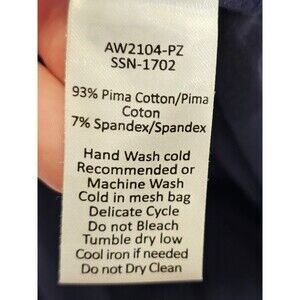 AW2104-PZ
SSN-1702
93% Pima Cotton/Pima
Coton
7% Spandex/Spandex
Hand Wash cold
Recommended or
Machine Wash
Cold in mesh bag
Delicate Cycle
Do not Bleach
Tumble dry low
Cool iron if needed
Do not Dry Clean